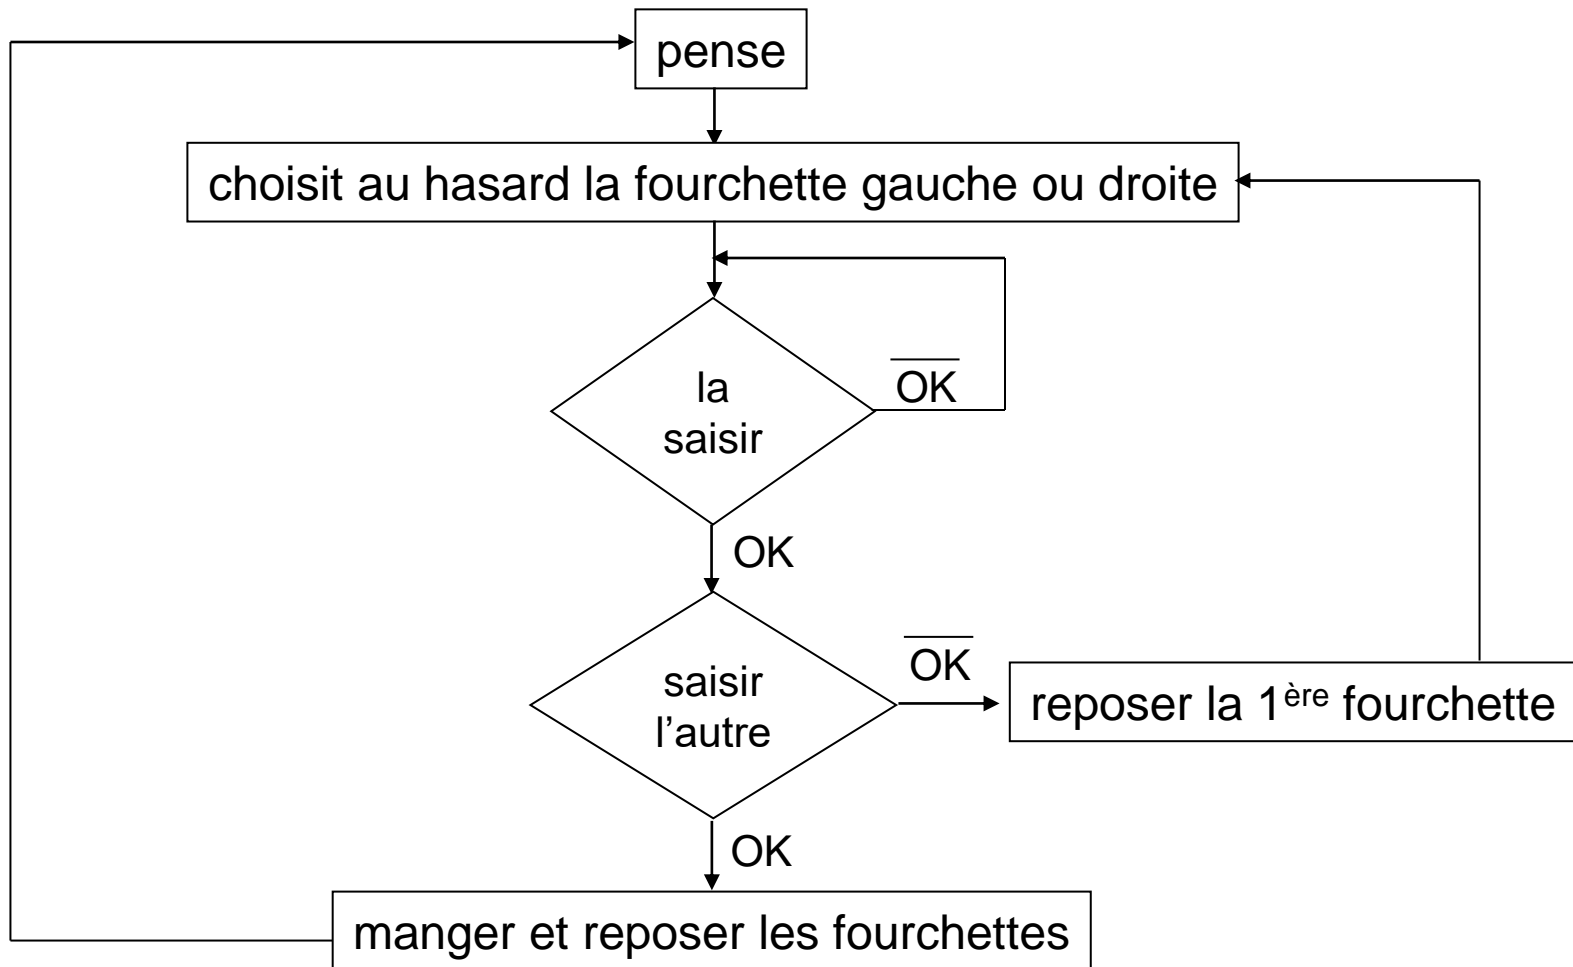 pense
choisit au hasard la fourchette gauche ou droite
la
saisir
OK
OK
saisir
l’autre
OK
reposer la 1ère fourchette
OK
manger et reposer les fourchettes